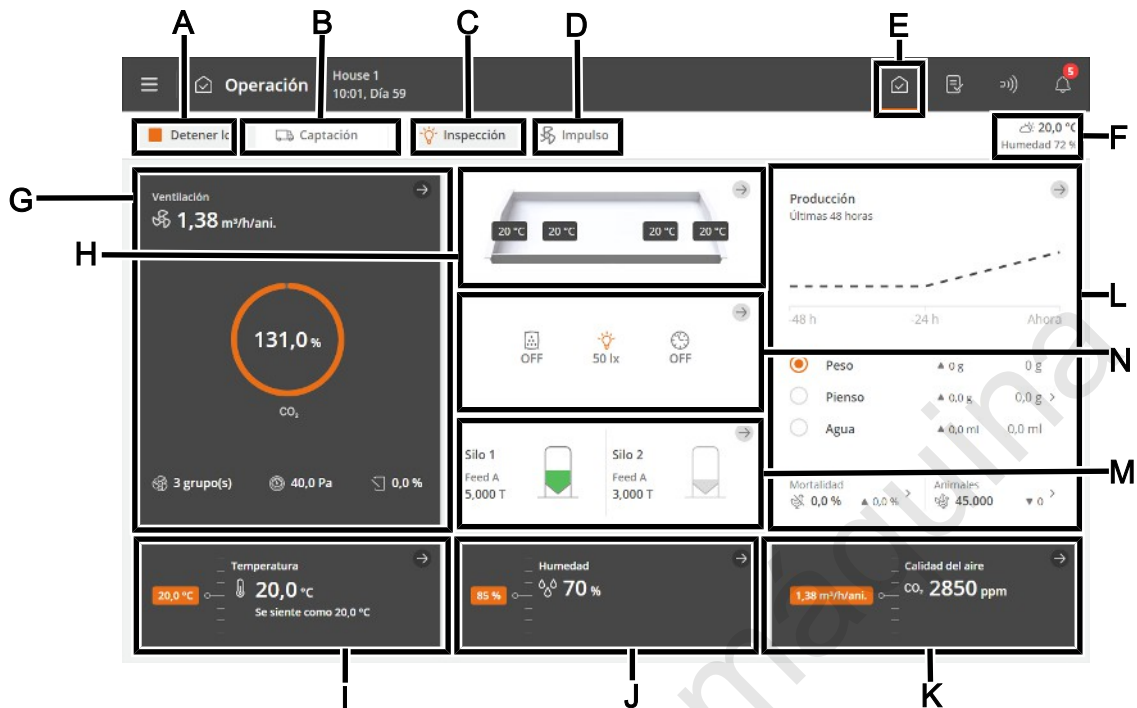 A
B
C
D
E
Operación
House 1
10:01, Día 59
5
Detener lo
Captación
Inspección
Impulso
20,0 °C
Humedad 72 %
F
G
Ventilación
1,38 m³/h/ani.
131,0 %
CO₂
3 grupo(s)
40,0 Pa
0,0 %
H
20 °C
20 °C
20 °C
20 °C
OFF
50 lx
OFF
N
Silo 1
Feed A
5,000 T
Silo 2
Feed A
3,000 T
M
Producción
Últimas 48 horas
-48 h
-24 h
Ahora
L
Peso
▲ 0 g
0 g
Pienso
▲ 0,0 g
0,0 g >
Agua
▲ 0,0 ml
0,0 ml
Mortalidad
0,0 %
▲ 0,0 % >
Animales
45.000
▼ 0 >
Temperatura
20,0 °C
20,0 °C
Se siente como 20,0 °C
Humedad
85 %
70 %
Calidad del aire
1,38 m³/h/ani.
CO₂ 2850 ppm
I
J
K
máquina